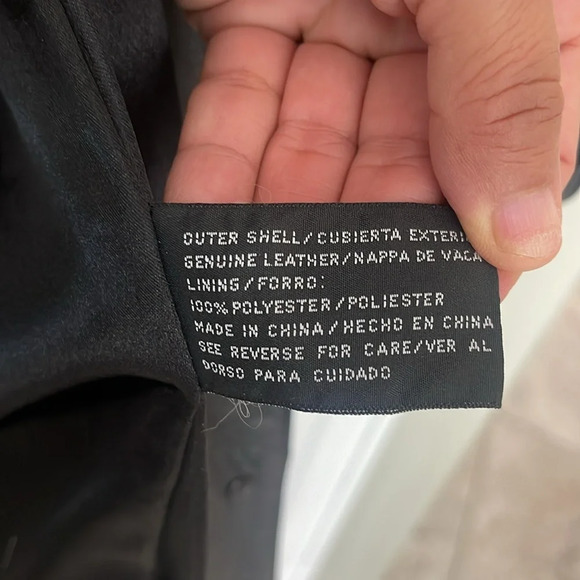 OUTER SHELL/CUBIERTA
GENUINE LEATHER/NAPPA DE VACA
LINING/FORRO:
100% POLYESTER/POLIESTER
MADE IN CHINA/HECHO EN CHINA
SEE REVERSE FOR CARE/VER AL
DORSO PARA CUIDADO